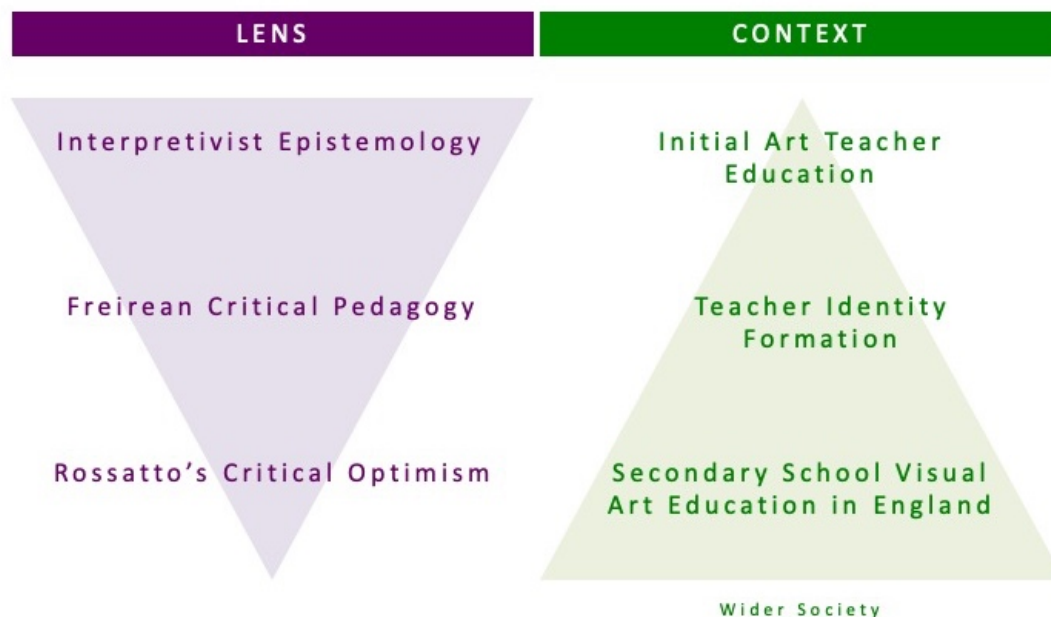 LENS
Interpretivist Epistemology
Freirean Critical Pedagogy
Rossatto’s Critical Optimism
CONTEXT
Initial Art Teacher
Education
Teacher Identity
Formation
Secondary School Visual
Art Education in England
Wider Society